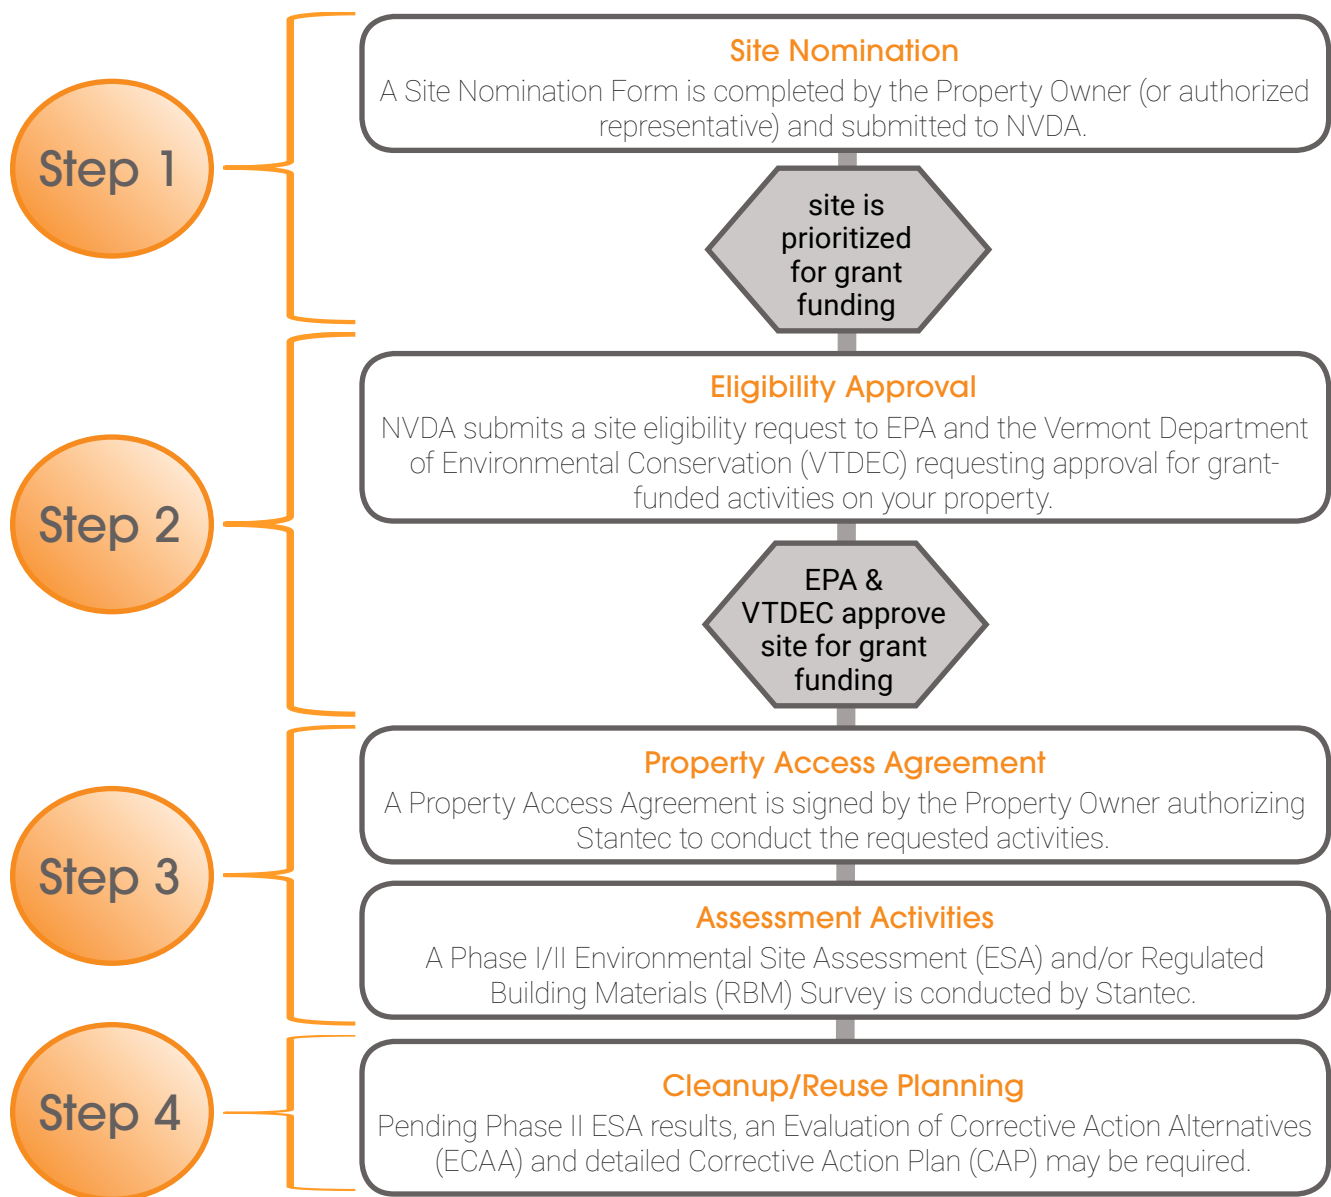 Step 1
Site Nomination
A Site Nomination Form is completed by the Property Owner (or authorized
representative) and submitted to NVDA.
site is
prioritized
for grant
funding
Step 2
Eligibility Approval
NVDA submits a site eligibility request to EPA and the Vermont Department
of Environmental Conservation (VTDEC) requesting approval for grant-
funded activities on your property.
EPA &
VTDEC approve
site for grant
funding
Step 3
Property Access Agreement
A Property Access Agreement is signed by the Property Owner authorizing
Stantec to conduct the requested activities.
Assessment Activities
A Phase I/II Environmental Site Assessment (ESA) and/or Regulated
Building Materials (RBM) Survey is conducted by Stantec.
Step 4
Cleanup/Reuse Planning
Pending Phase II ESA results, an Evaluation of Corrective Action Alternatives
(ECAA) and detailed Corrective Action Plan (CAP) may be required.